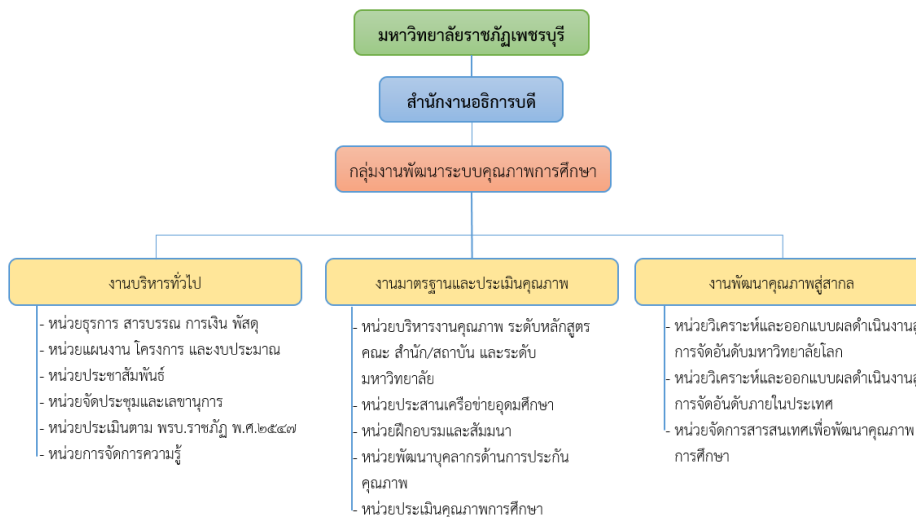 มหาวิทยาลัยราชภัฏเพชรบุรี
สำนักงานอธิการบดี
กลุ่มงานพัฒนาระบบคุณภาพการศึกษา
งานบริหารทั่วไป
- หน่วยธุรการ สารบรรณ การเงิน พัสดุ
- หน่วยแผนงาน โครงการ และงบประมาณ
- หน่วยประชาสัมพันธ์
- หน่วยจัดประชุมและเลขานุการ
- หน่วยประเมินตาม พรบ.ราชภัฏ พ.ศ.๒๕๔๗
- หน่วยการจัดการความรู้
งานมาตรฐานและประเมินคุณภาพ
- หน่วยบริหารงานคุณภาพ ระดับหลักสูตร
คณะ สำนัก/สถาบัน และระดับ
มหาวิทยาลัย
- หน่วยประสานเครือข่ายอุดมศึกษา
- หน่วยฝึกอบรมและสัมมนา
- หน่วยพัฒนาบุคลากรด้านการประกัน
คุณภาพ
- หน่วยประเมินคุณภาพการศึกษา
งานพัฒนาคุณภาพสู่สากล
- หน่วยวิเคราะห์และออกแบบผลดำเนินงาน
การจัดอันดับมหาวิทยาลัยโลก
- หน่วยวิเคราะห์และออกแบบผลดำเนินงาน
การจัดอันดับภายในประเทศ
- หน่วยจัดการสารสนเทศเพื่อพัฒนาคุณภาพ
การศึกษา